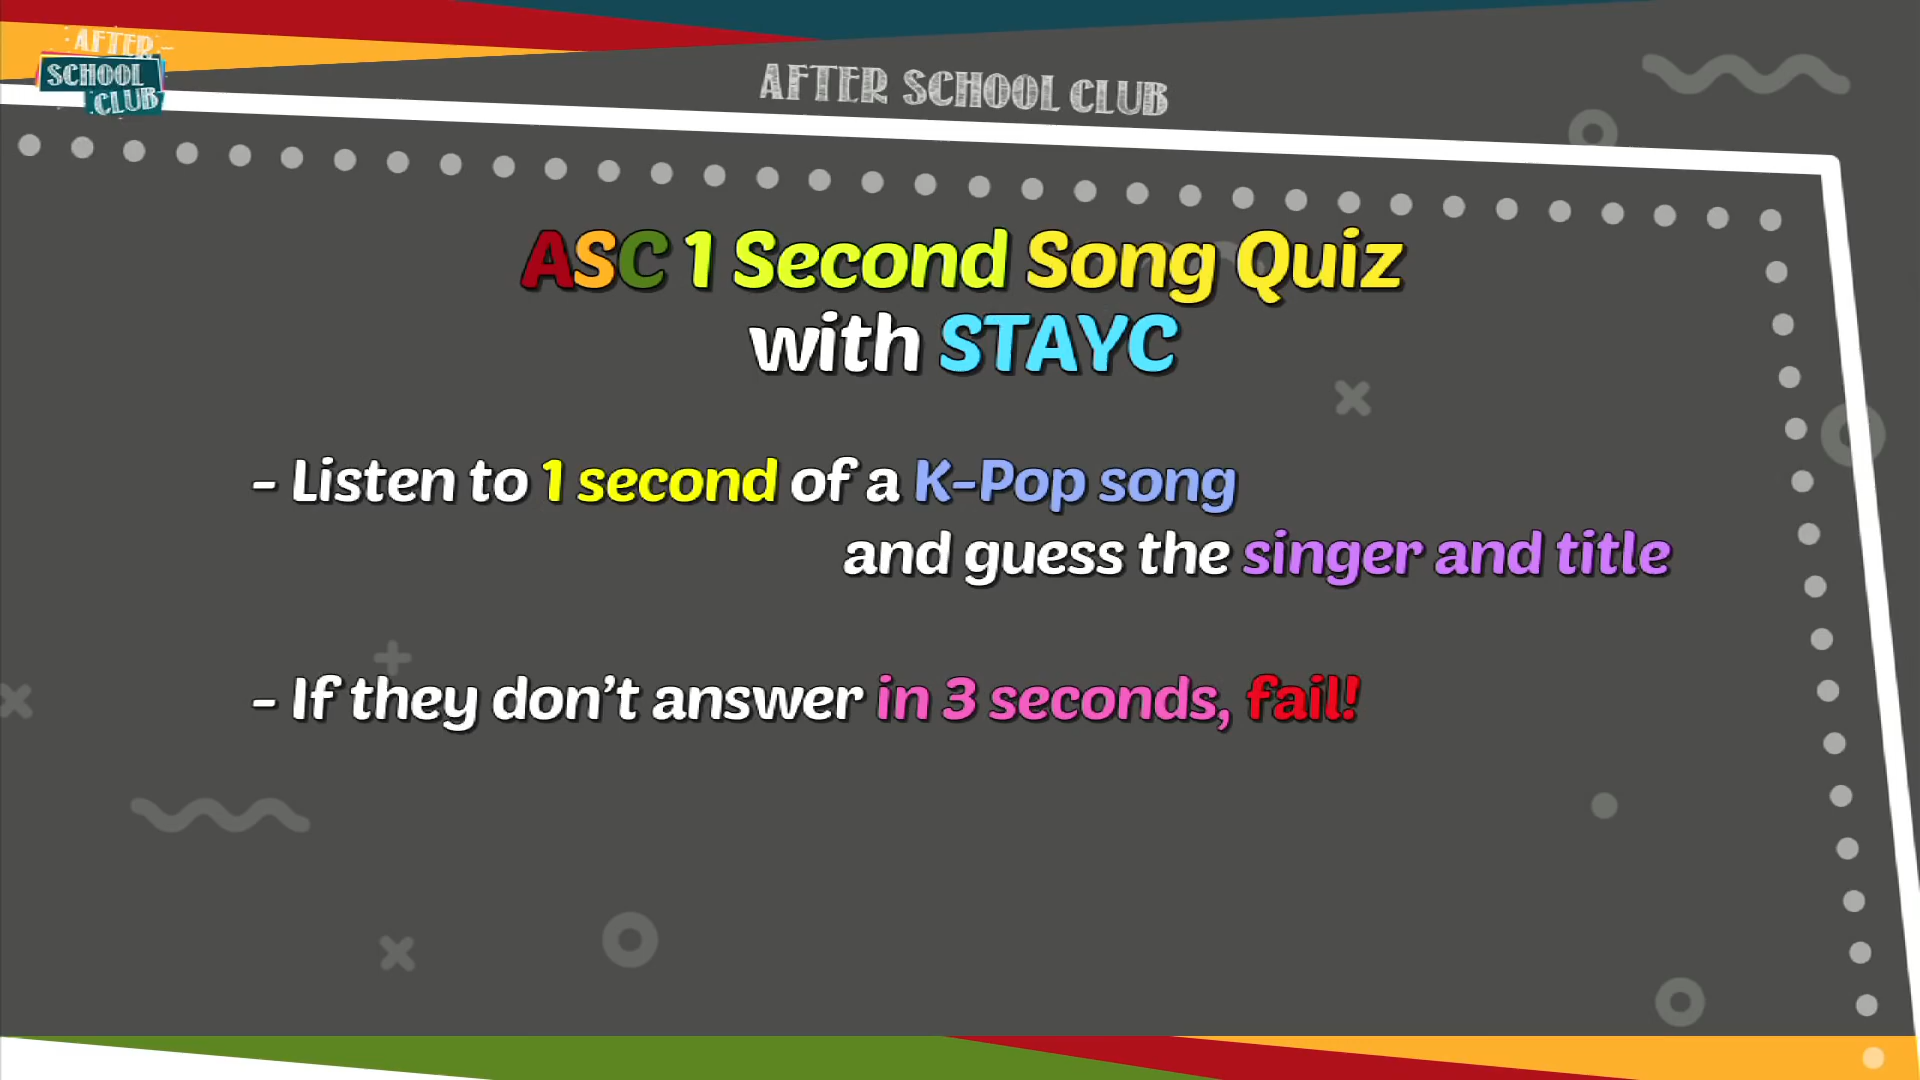 AFTER
SCHOOL
CLUB
AFTER SCHOOL CLUB
ASC 1 Second Song Quiz
with STAYC
- Listen to 1 second of a K-Pop song
and guess the singer and title
- If they don't answer in 3 seconds, fail!